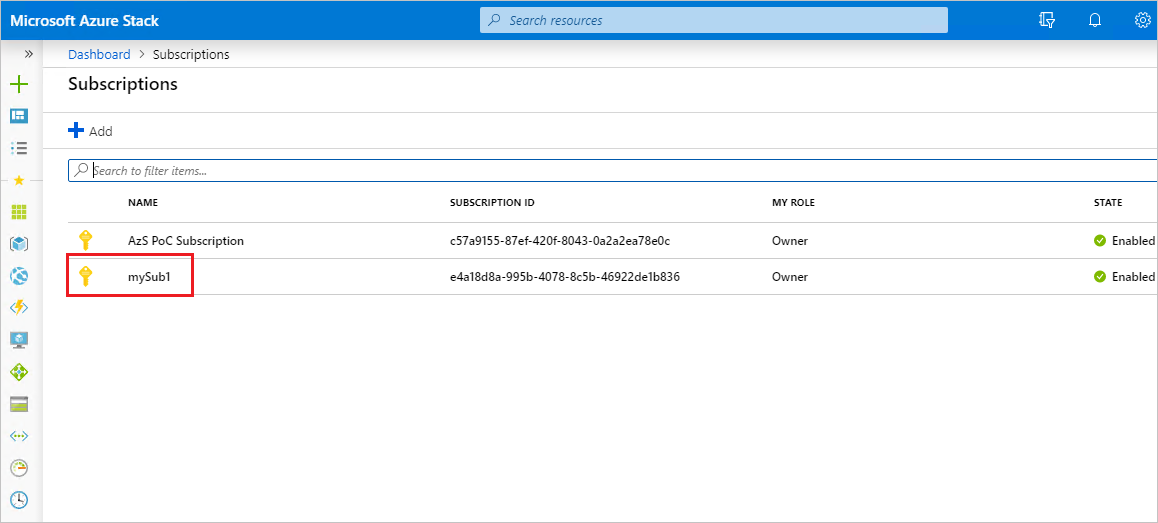 Microsoft Azure Stack
Search resources
Dashboard > Subscriptions
Subscriptions
Add
Search to filter items...
NAME SUBSCRIPTION ID MY ROLE STATE
AzS PoC Subscription c57a9155-87ef-420f-8043-0a2a2ea78e0c Owner Enabled
mySub1 e4a18d8a-995b-4078-8c5b-46922de1b836 Owner Enabled